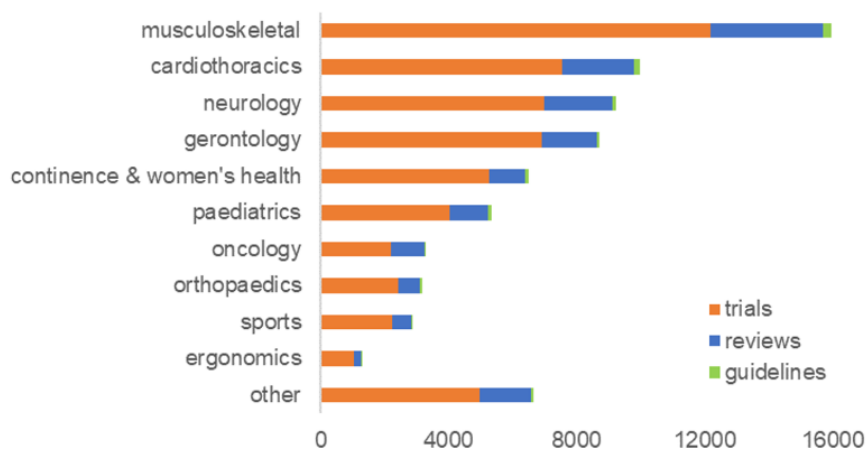 musculoskeletal
cardiothoracics
neurology
gerontology
continence & women's health
paediatrics
oncology
orthopaedics
sports
ergonomics
other
trials
reviews
guidelines
0 4000 8000 12000 16000